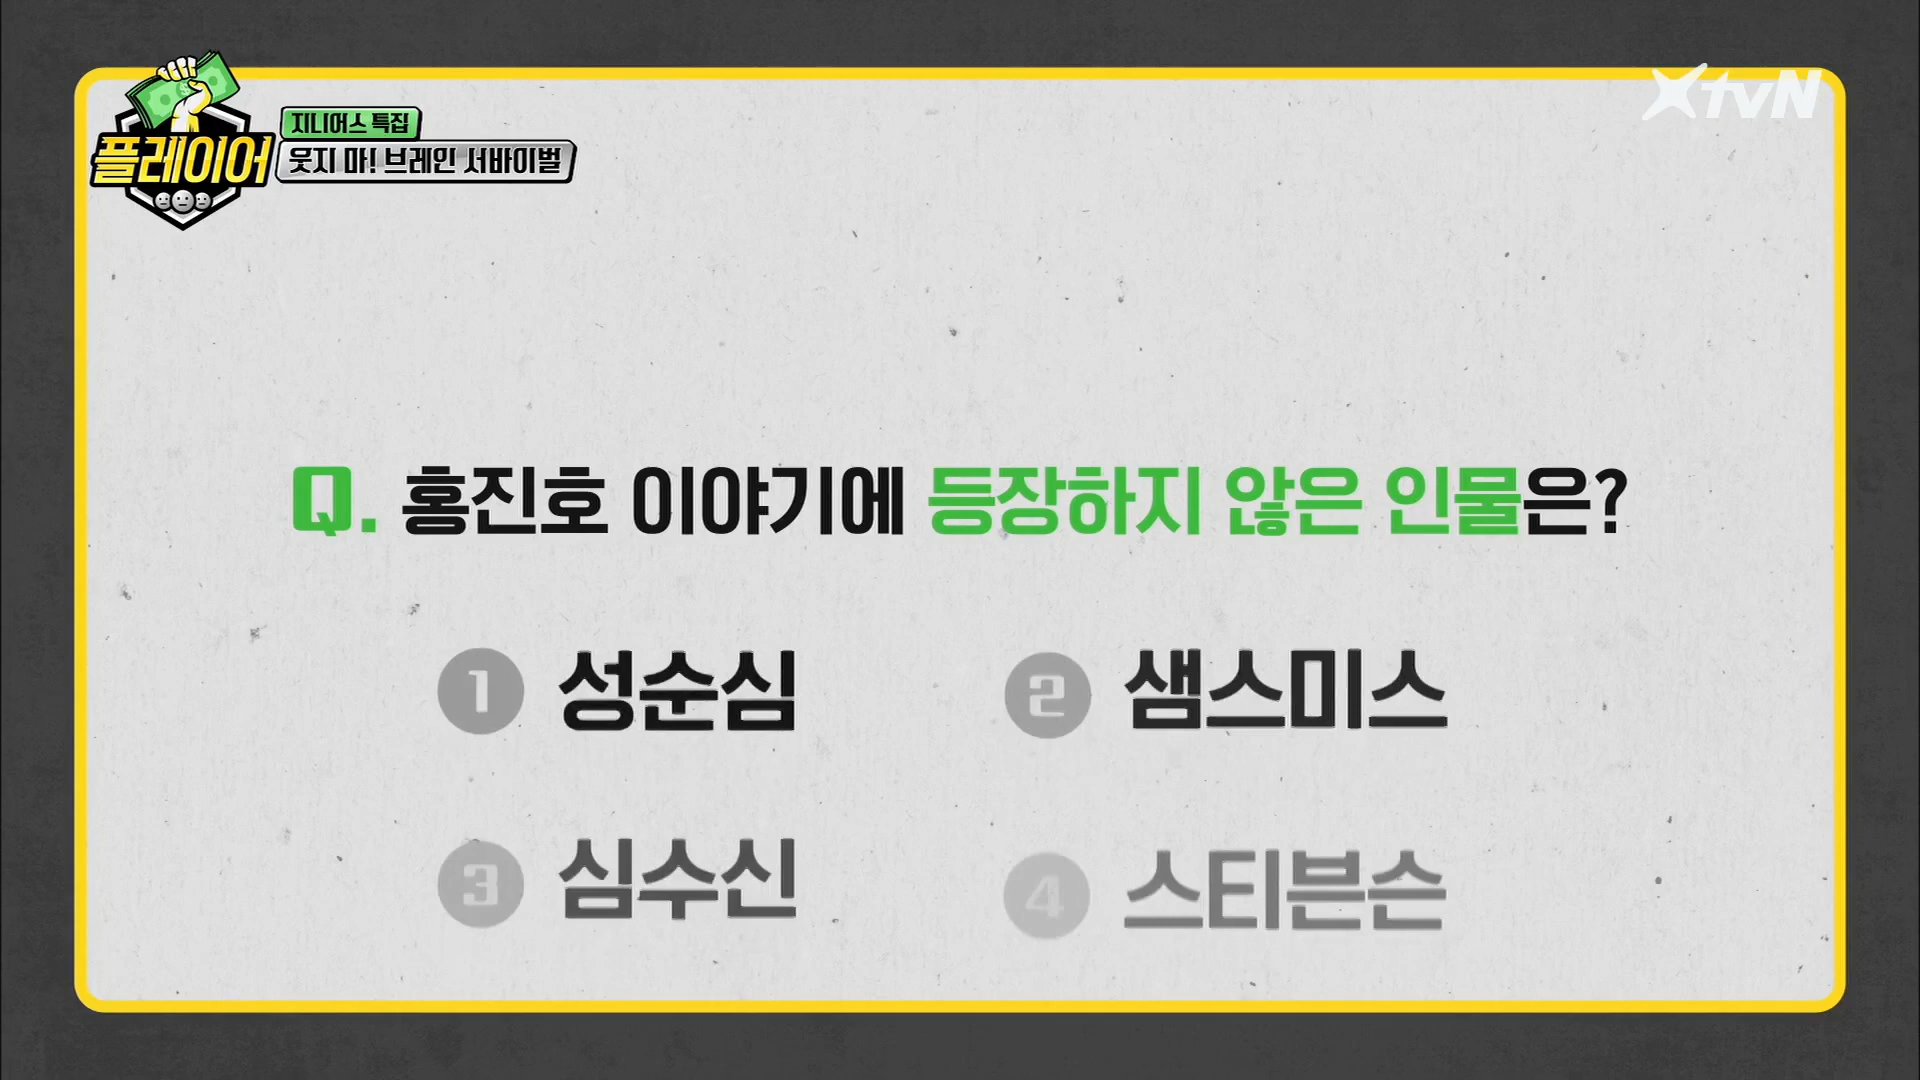 XtvN
플레이어
지니어스 특집
웃지 마! 브레인 서바이벌
Q. 홍진호 이야기에 등장하지 않은 인물은?
1 성순심
2 샘스미스
3 심수신
4 스티븐슨